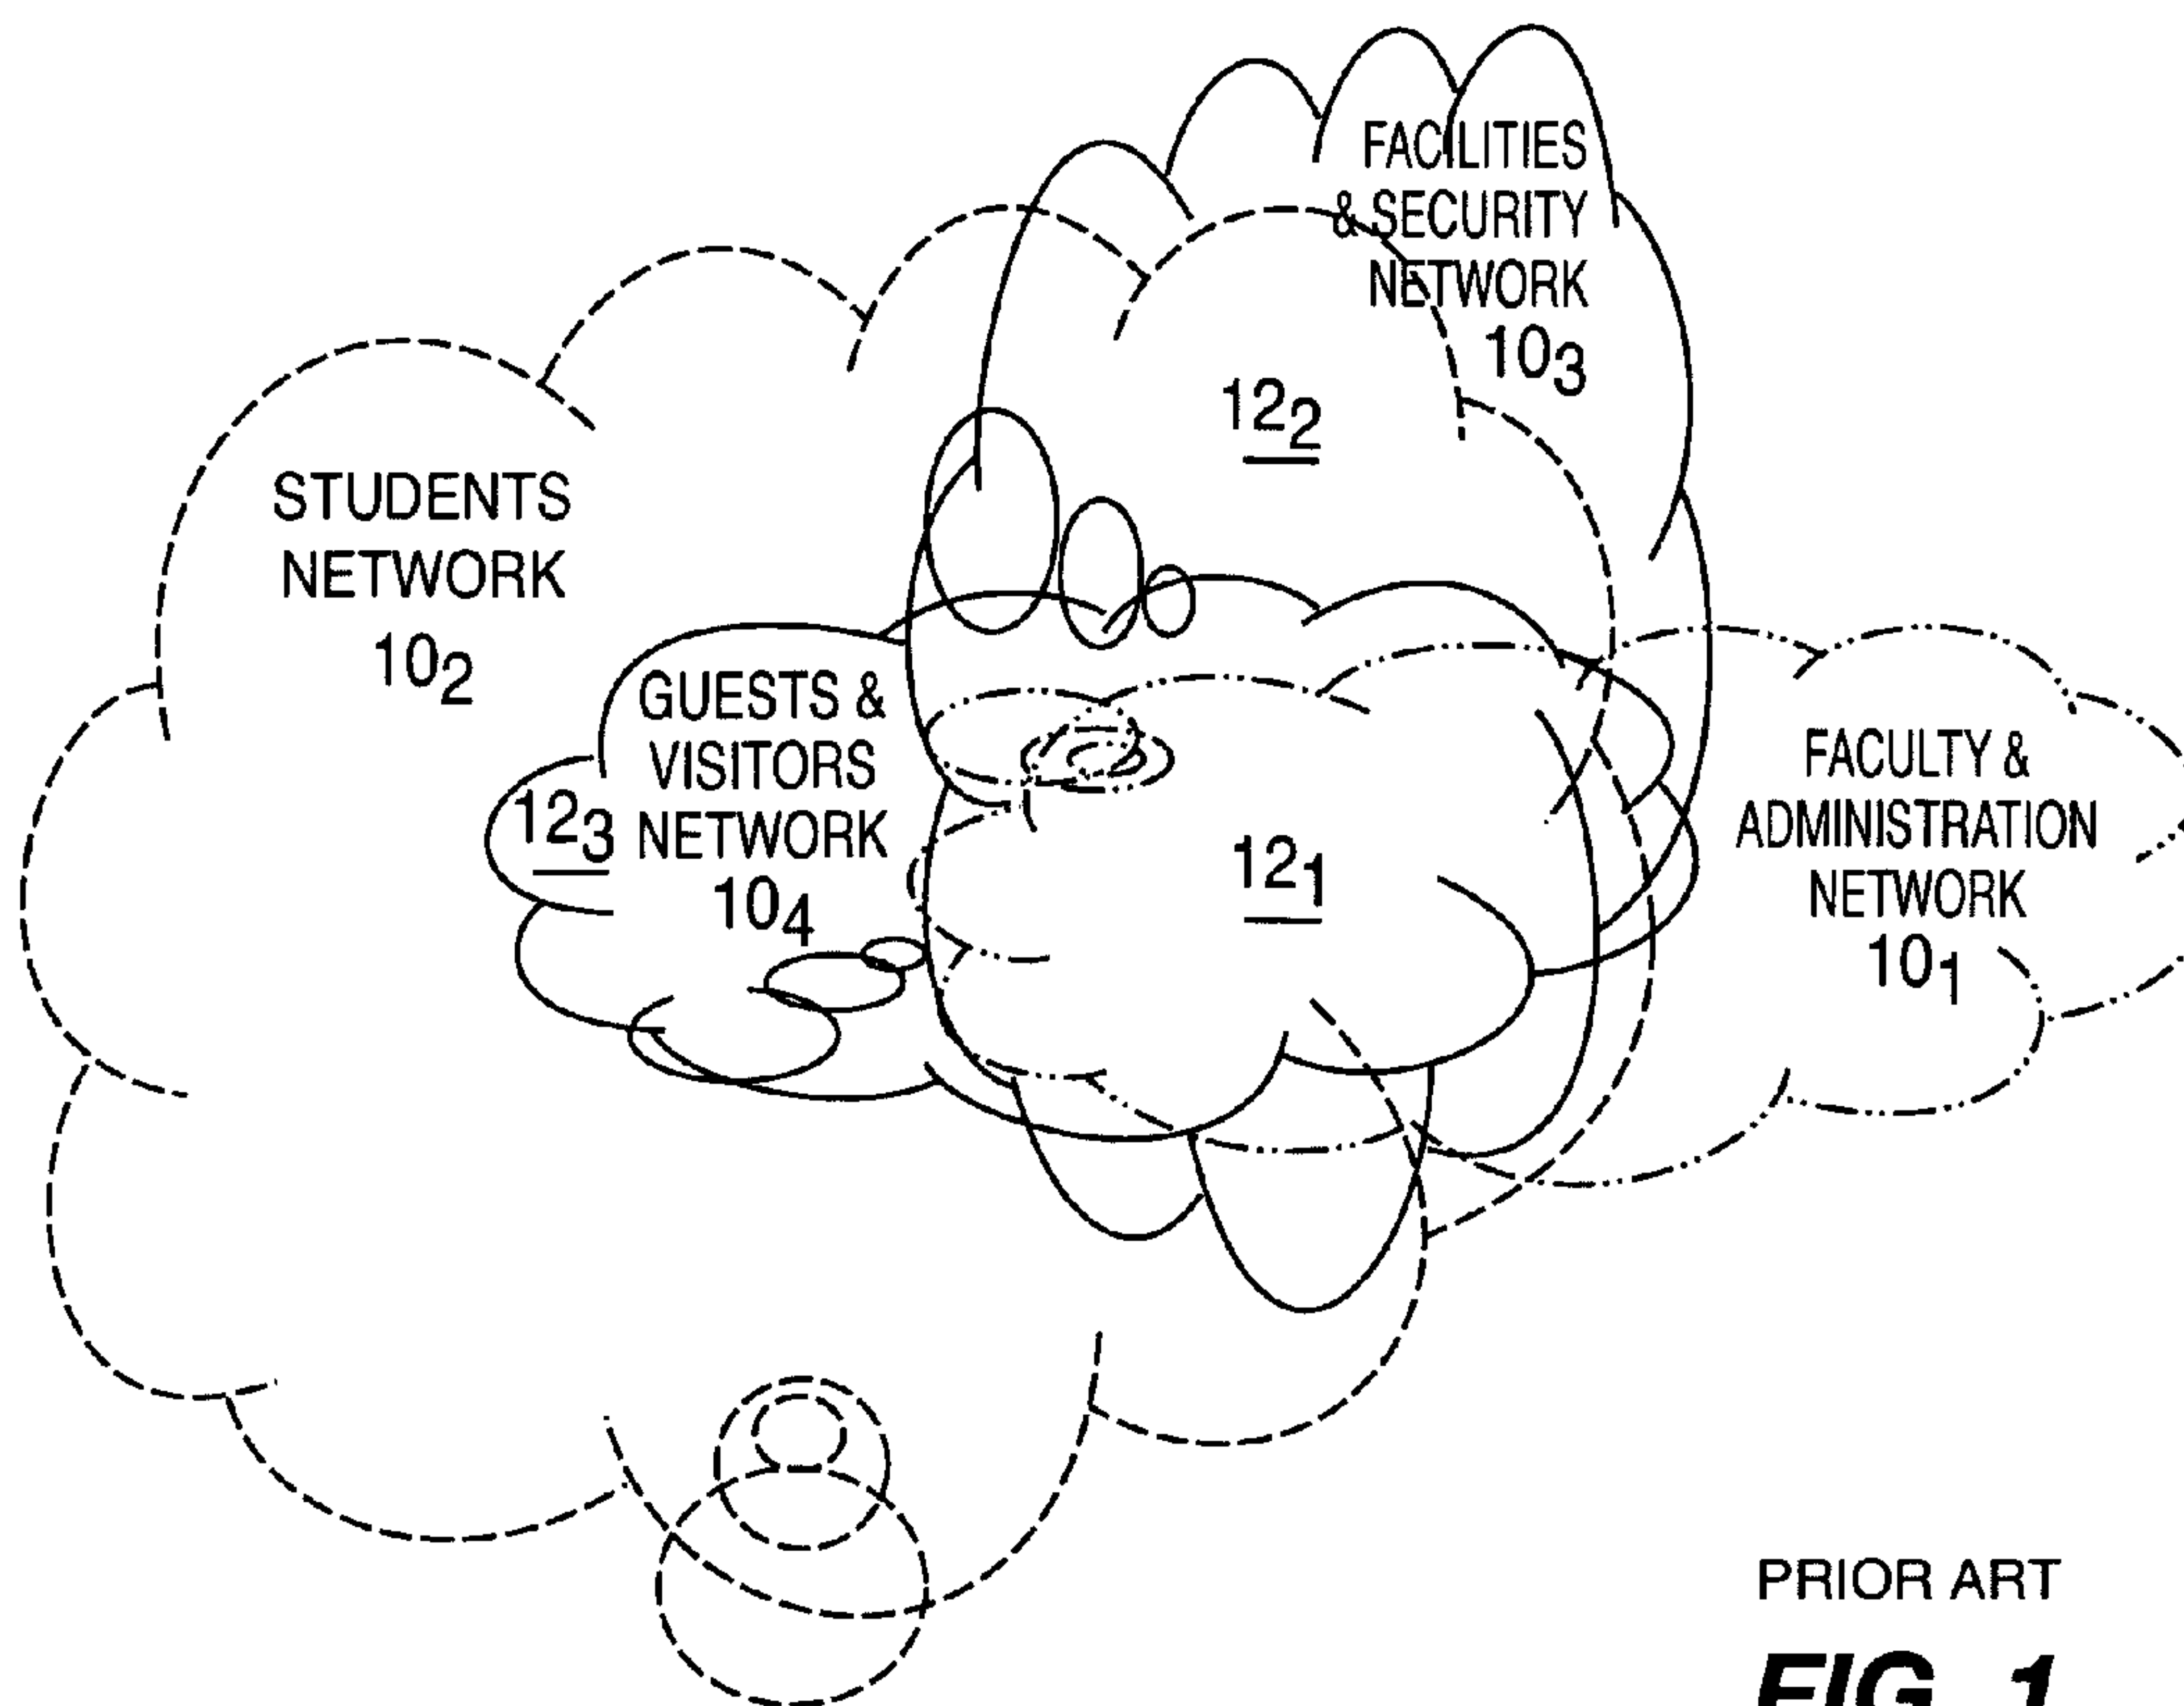 FACILITIES
& SECURITY
NETWORK
10₃
12₂
STUDENTS
NETWORK
10₂
GUESTS &
VISITORS
NETWORK
10₄
12₃
12₁
FACULTY &
ADMINISTRATION
NETWORK
10₁
PRIOR ART
FIG. 1